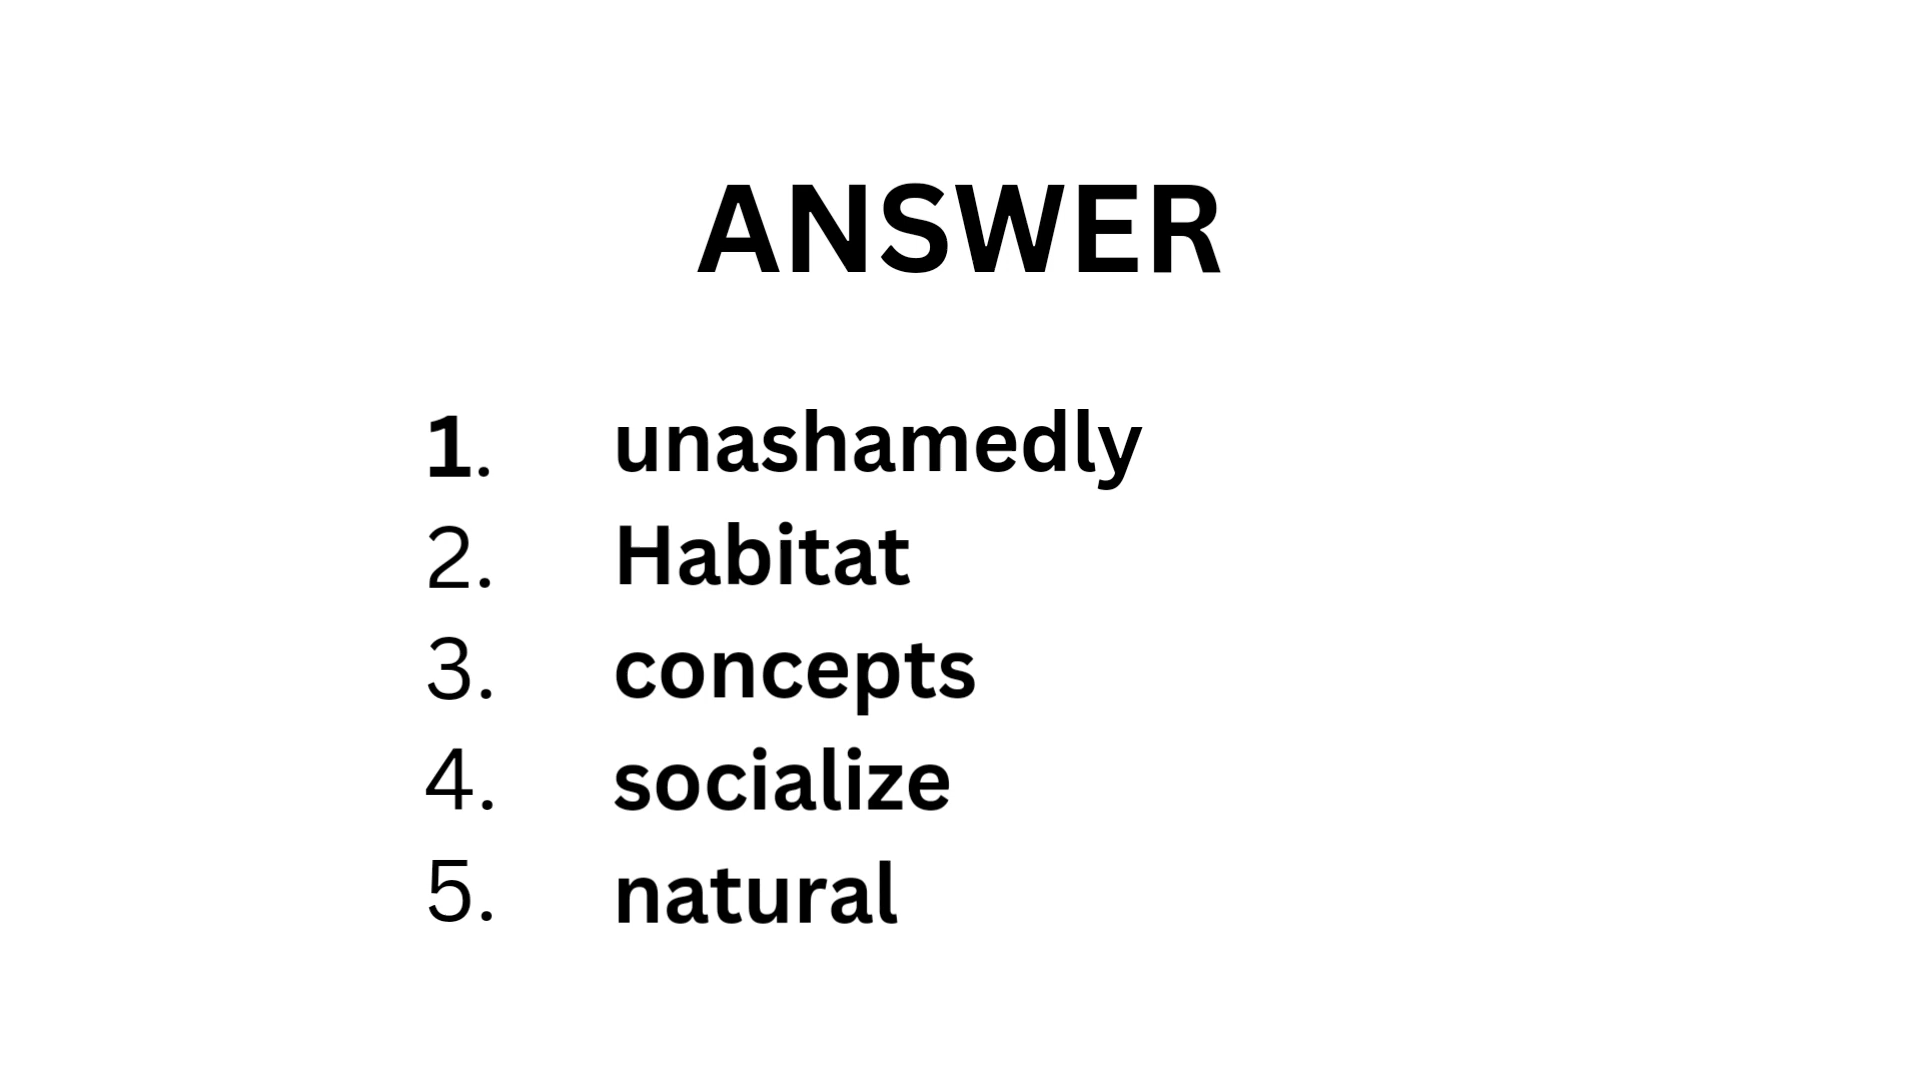 ANSWER
1. unashamedly
2. Habitat
3. concepts
4. socialize
5. natural